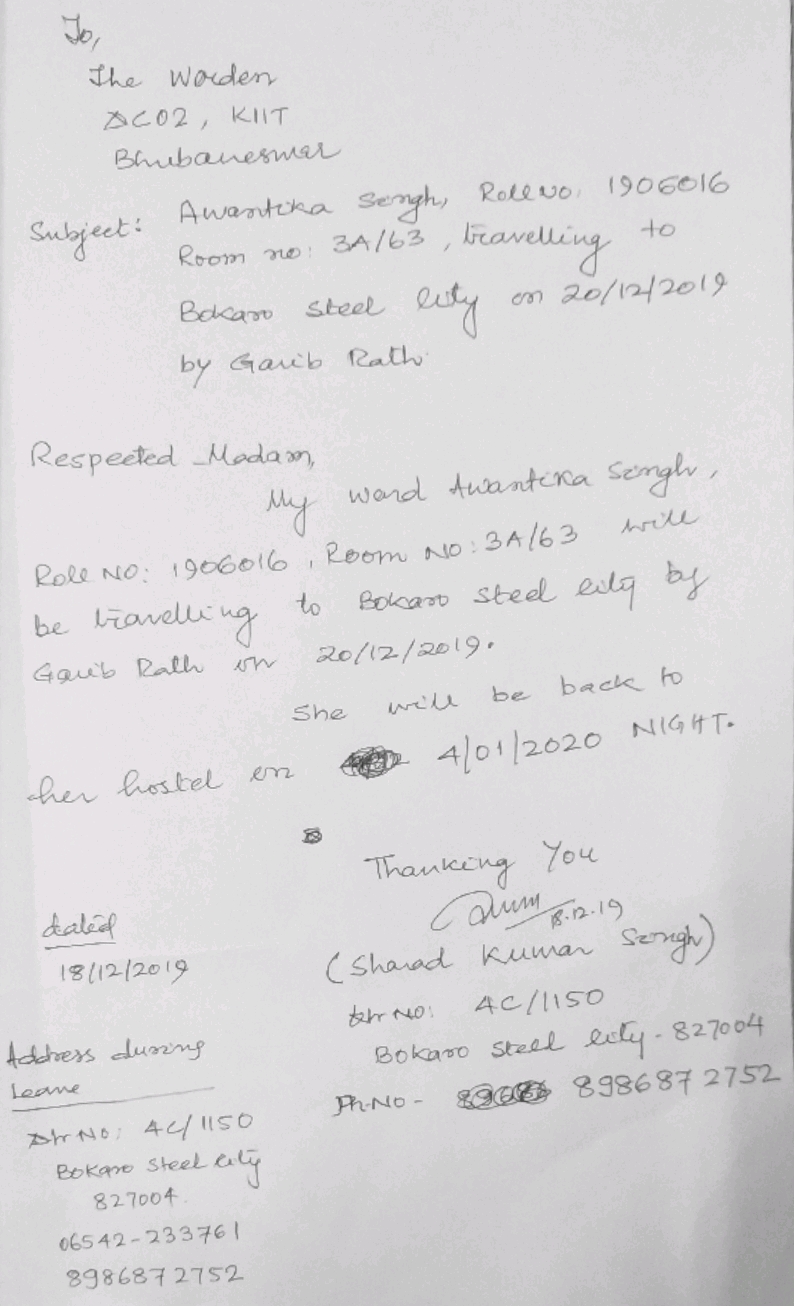 To,
The Warden
DC02, KIIT
Bhubaneswar
Subject: Awantika Singh, Roll No: 1906016
Room no: 3A/63, travelling to
Bokaro steel city on 20/12/2019
by Garib Rath
Respected Madam,
My ward Awantika Singh,
Roll NO: 1906016, Room NO: 3A/63 will
be travelling to Bokaro steel city by
Garib Rath on 20/12/2019.
She will be back to
her hostel on 4/01/2020 NIGHT.
Thanking You
18.12.19
(Sharad Kumar Singh)
Qtr NO: 4C/1150
Bokaro steel city - 827004
Ph.NO - 8986872752
dated
18/12/2019
Address during
Leave
Qtr No: 4C/1150
Bokaro steel city
827004
06542-233761
8986872752